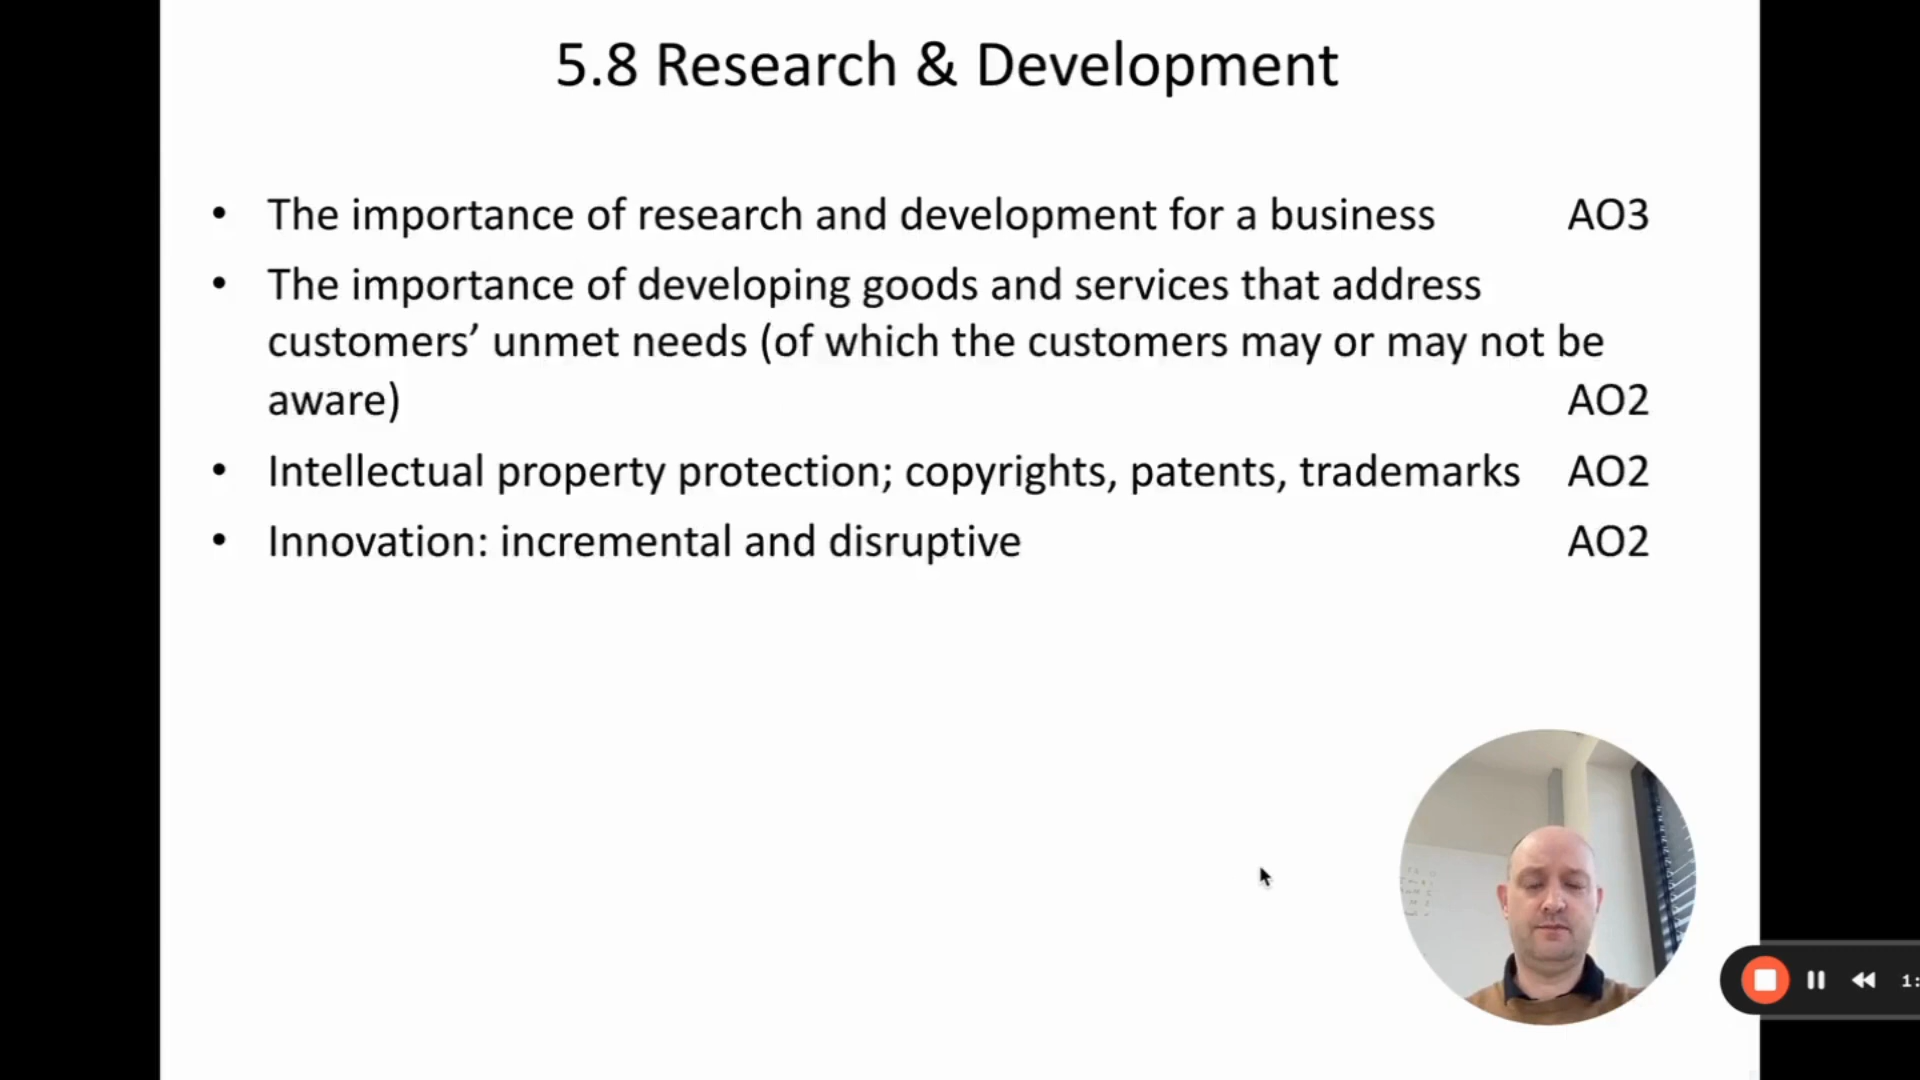 5.8 Research & Development
• The importance of research and development for a business AO3
• The importance of developing goods and services that address
customers’ unmet needs (of which the customers may or may not be
aware) AO2
• Intellectual property protection; copyrights, patents, trademarks AO2
• Innovation: incremental and disruptive AO2
1: